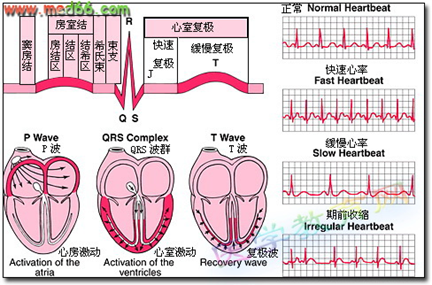 www.med66.com
窦房结
房室结
房结区
结区
结希区
希氏束
束支
R
Q S
心室复极
快速复极
J
缓慢复极
T
P Wave
P 波
QRS Complex
QRS 波群
T Wave
T 波
心房激动
Activation of the
atria
心室激动
Activation of the
ventricles
复极波
Recovery wave
正常 Normal Heartbeat
快速心率
Fast Heartbeat
缓慢心率
Slow Heartbeat
期前收缩
Irregular Heartbeat